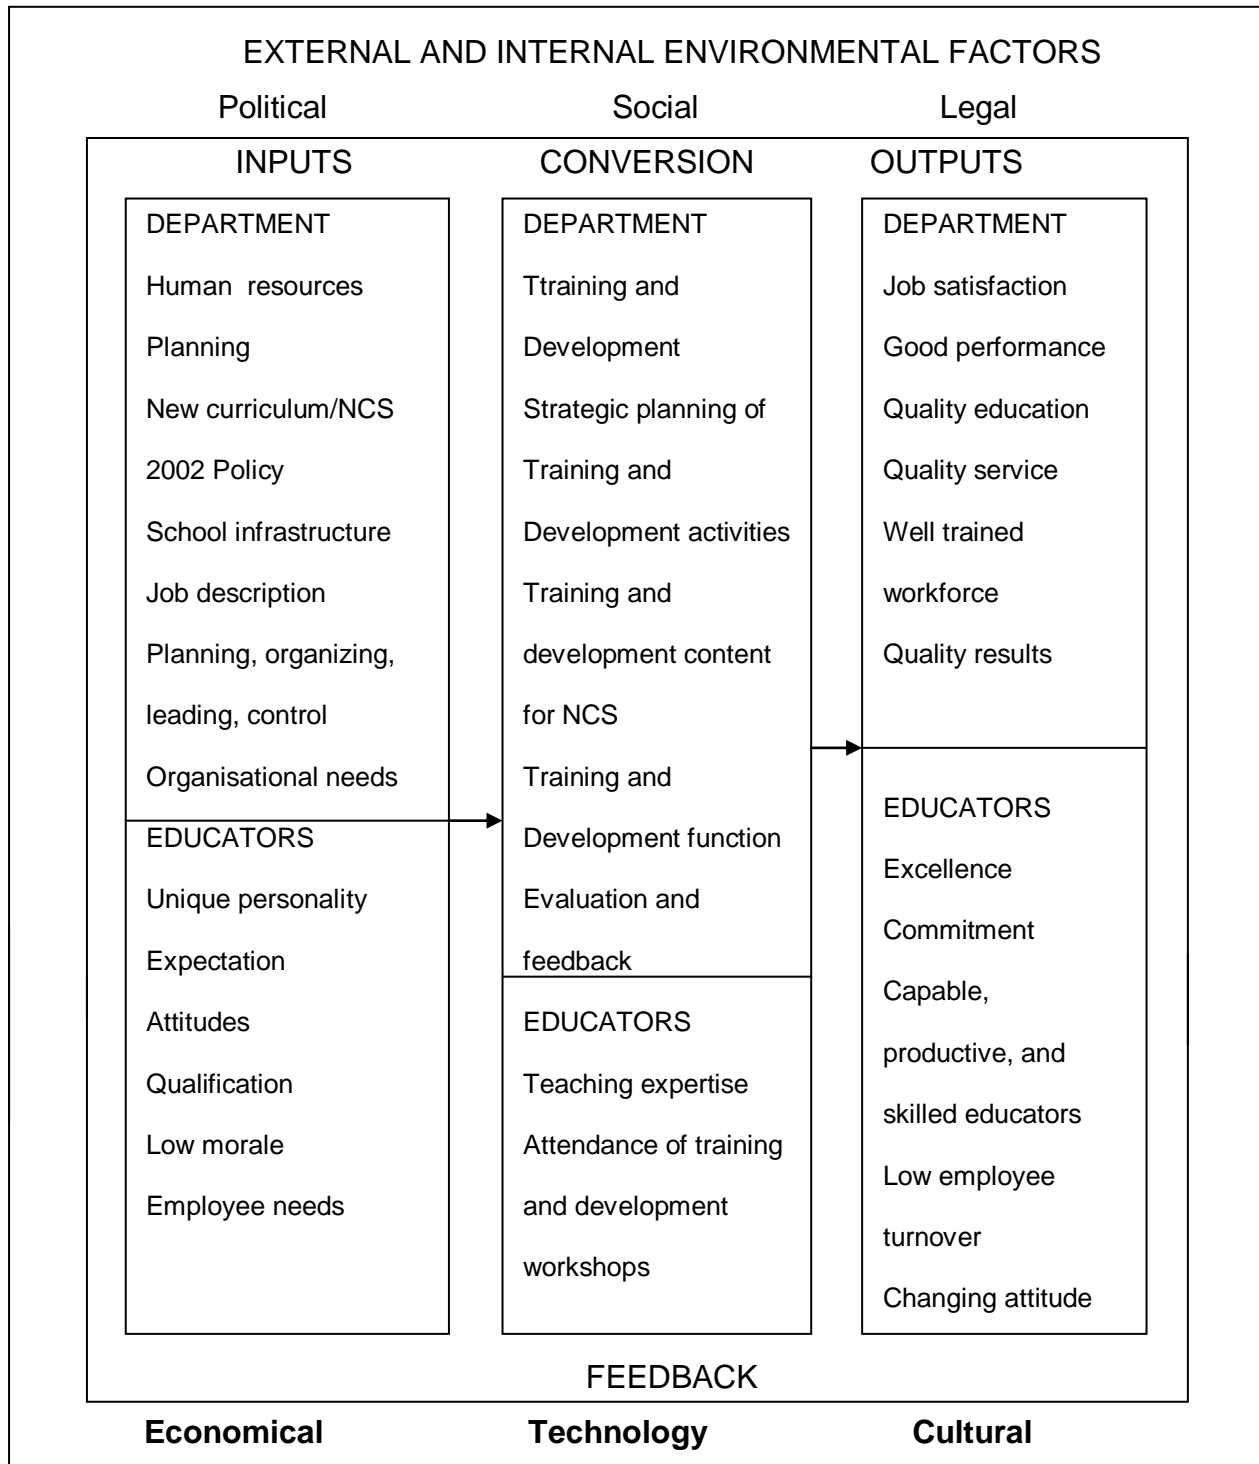 EXTERNAL AND INTERNAL ENVIRONMENTAL FACTORS
Political Social Legal
INPUTS CONVERSION OUTPUTS
DEPARTMENT
Human resources
Planning
New curriculum/NCS
2002 Policy
School infrastructure
Job description
Planning, organizing,
leading, control
Organisational needs
EDUCATORS
Unique personality
Expectation
Attitudes
Qualification
Low morale
Employee needs
DEPARTMENT
Ttraining and
Development
Strategic planning of
Training and
Development activities
Training and
development content
for NCS
Training and
Development function
Evaluation and
feedback
EDUCATORS
Teaching expertise
Attendance of training
and development
workshops
DEPARTMENT
Job satisfaction
Good performance
Quality education
Quality service
Well trained
workforce
Quality results
EDUCATORS
Excellence
Commitment
Capable,
productive, and
skilled educators
Low employee
turnover
Changing attitude
FEEDBACK
Economical Technology Cultural